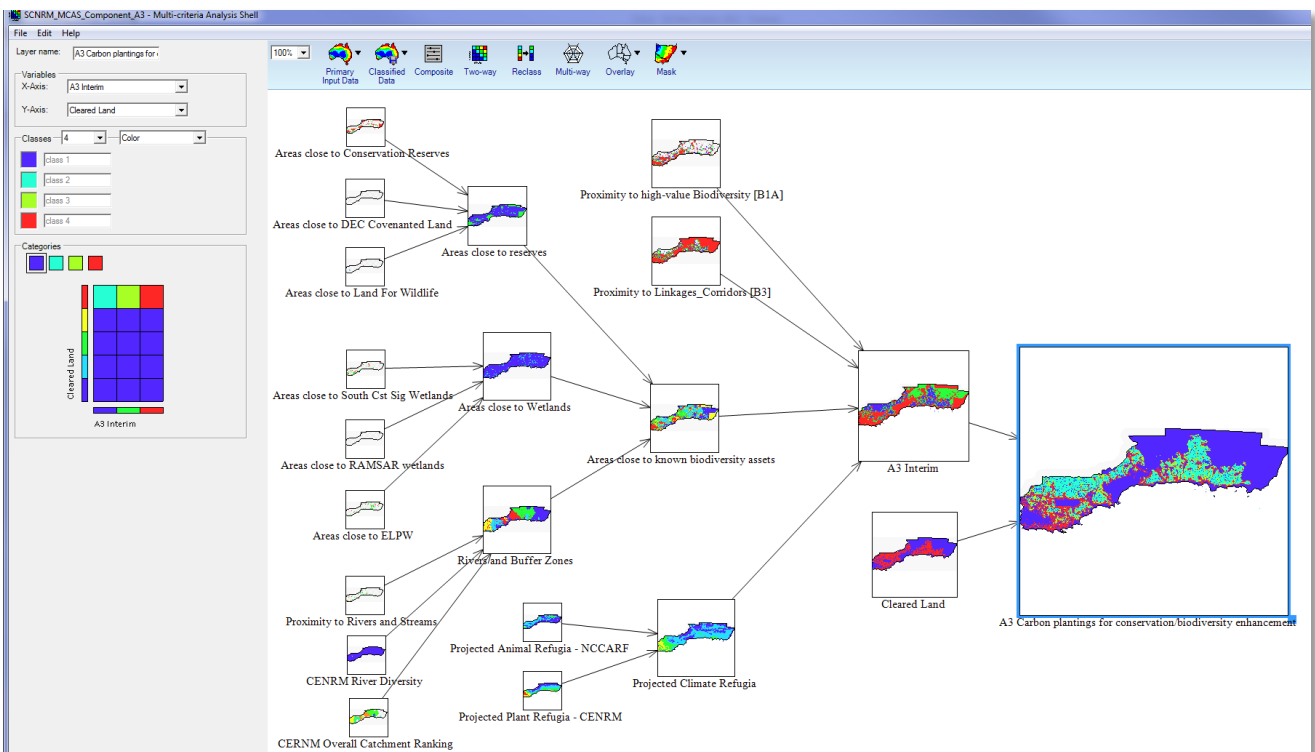 SCNRM_MCAS_Component_A3 - Multi-criteria Analysis Shell
File Edit Help
Layer name: A3 Carbon plantings for
100%
Primary Input Data
Classified Data
Composite
Two-way
Reclass
Multi-way
Overlay
Mask
Variables
X-Axis: A3 Interim
Y-Axis: Cleared Land
Classes 4 Color
class 1
class 2
class 3
class 4
Categories
Cleared Land
A3 Interim
Areas close to Conservation Reserves
Areas close to DEC Covenanted Land
Areas close to reserves
Areas close to Land For Wildlife
Proximity to high-value Biodiversity [B1A]
Proximity to Linkages_Corridors [B3]
Areas close to South Cst Sig Wetlands
Areas close to Wetlands
Areas close to RAMSAR wetlands
Areas close to known biodiversity assets
A3 Interim
Areas close to ELPW
Rivers and Buffer Zones
Cleared Land
Proximity to Rivers and Streams
A3 Carbon plantings for conservation/biodiversity enhancement
Projected Animal Refugia - NCCARF
CENRM River Diversity
Projected Climate Refugia
Projected Plant Refugia - CENRM
CERNM Overall Catchment Ranking